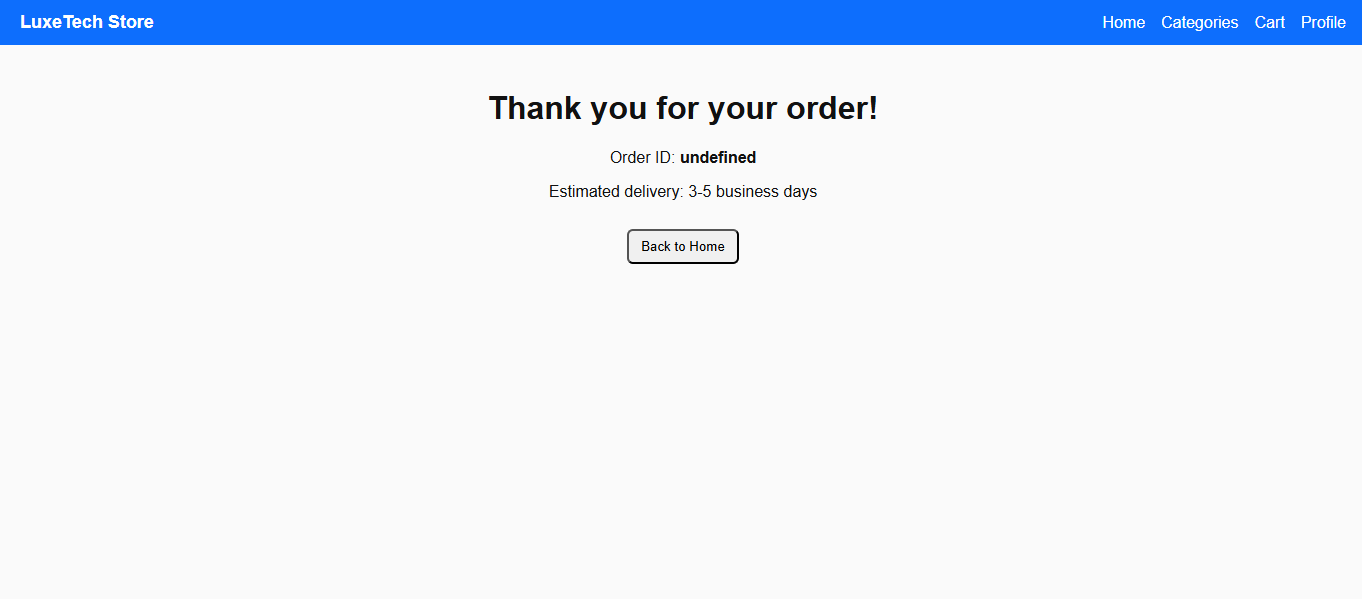 LuxeTech Store
Home Categories Cart Profile
Thank you for your order!
Order ID: undefined
Estimated delivery: 3-5 business days
Back to Home